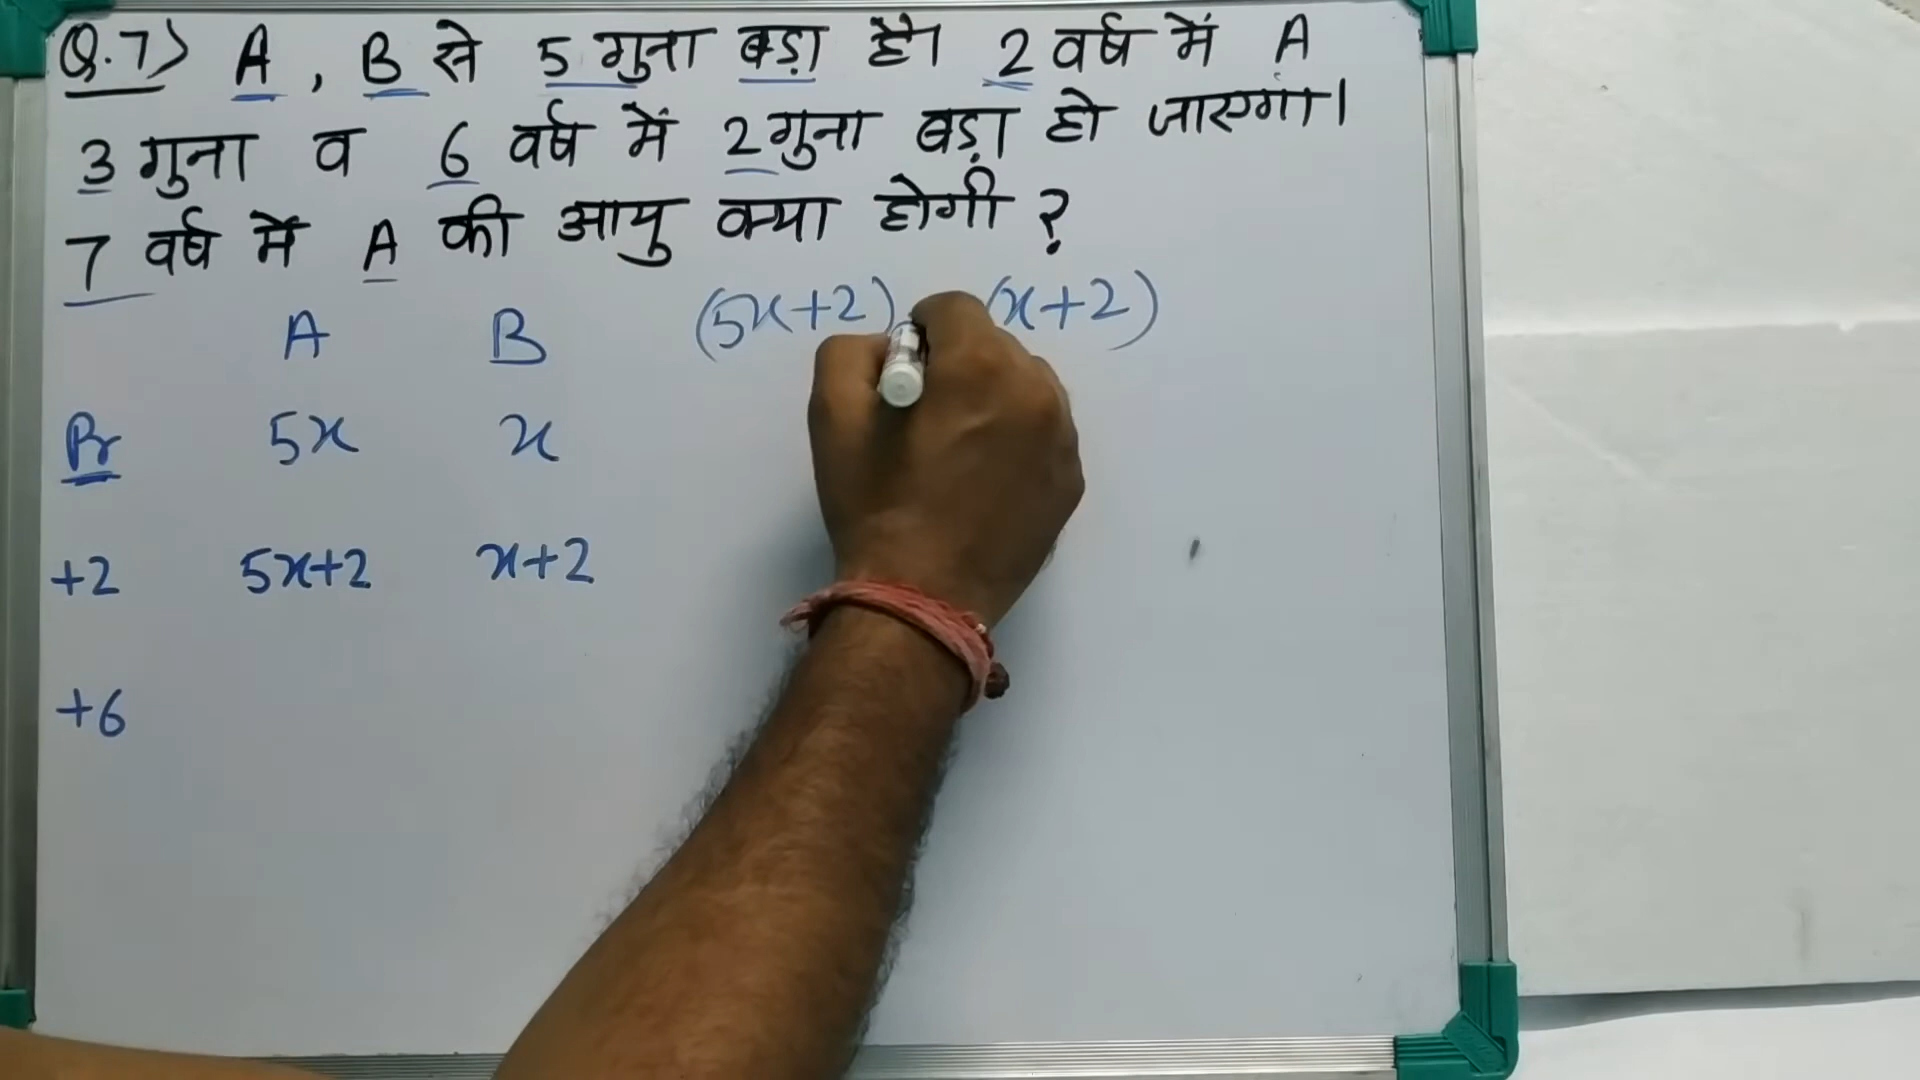 Q.7) A , B से 5 गुना बड़ा है। 2 वर्ष में A
3 गुना व 6 वर्ष में 2 गुना बड़ा हो जाएगा।
7 वर्ष में A की आयु क्या होगी ?
(5x+2) (x+2)
A B
Pr 5x x
+2 5x+2 x+2
+6